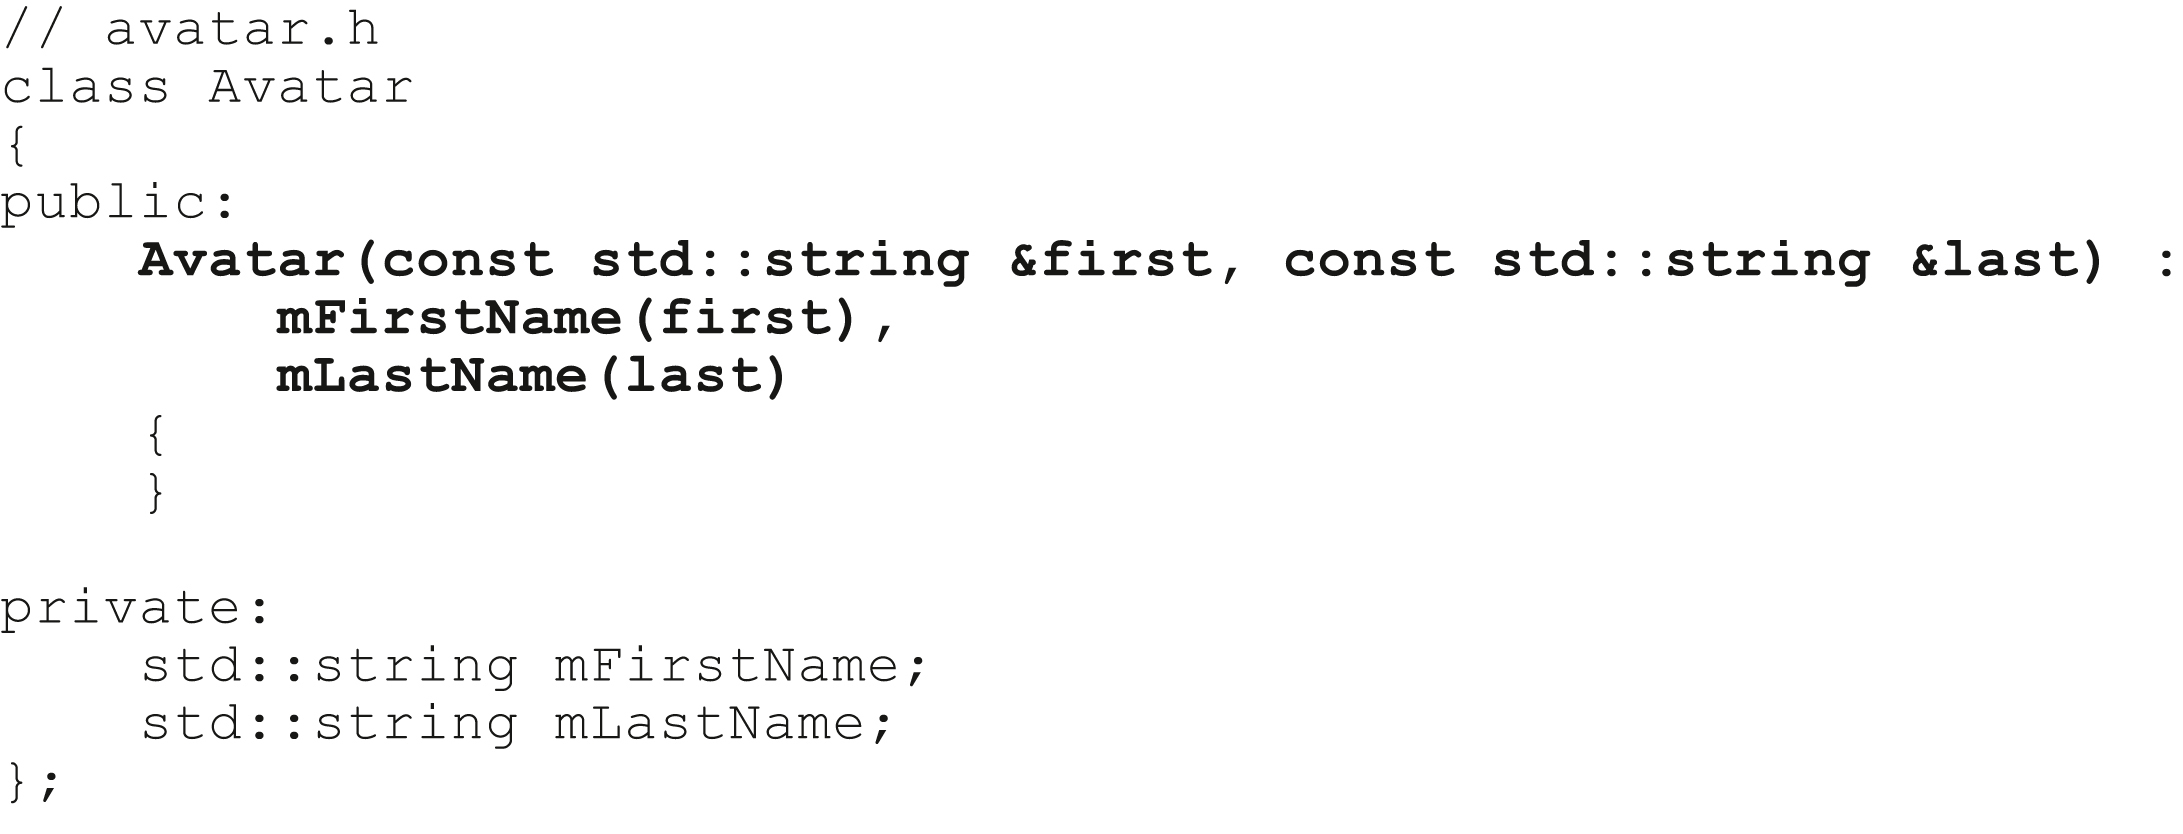 // avatar.h
class Avatar
{
public:
    Avatar(const std::string &first, const std::string &last) :
        mFirstName(first),
        mLastName(last)
    {
    }

private:
    std::string mFirstName;
    std::string mLastName;
};